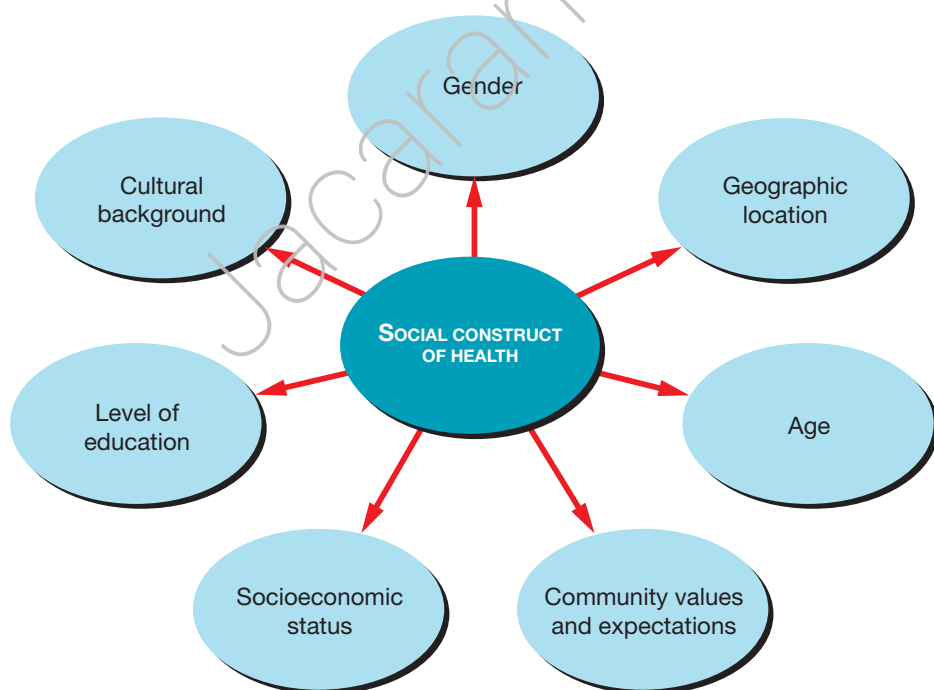 Gender
Cultural
background
Geographic
location
SOCIAL CONSTRUCT
OF HEALTH
Level of
education
Age
Socioeconomic
status
Community values
and expectations